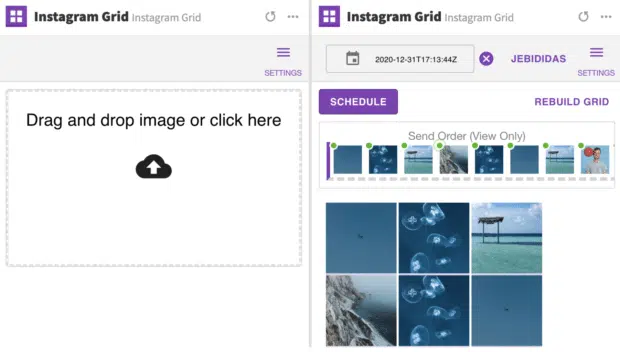 Instagram Grid Instagram Grid
SETTINGS
Drag and drop image or click here
Instagram Grid Instagram Grid
2020-12-31T17:13:44Z
JEBIDIDAS
SETTINGS
SCHEDULE
REBUILD GRID
Send Order (View Only)